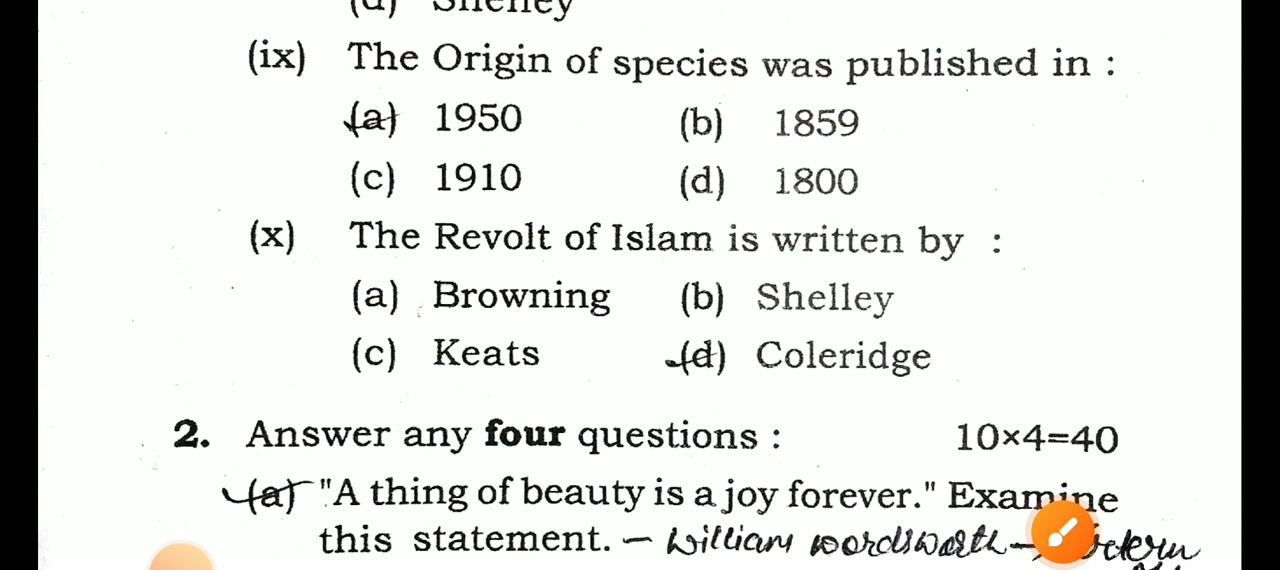 (d) Shelley
(ix) The Origin of species was published in :
(a) 1950 (b) 1859
(c) 1910 (d) 1800
(x) The Revolt of Islam is written by :
(a) Browning (b) Shelley
(c) Keats (d) Coleridge
2. Answer any four questions : 10×4=40
(a) "A thing of beauty is a joy forever." Examine
this statement. – William wordsworth –